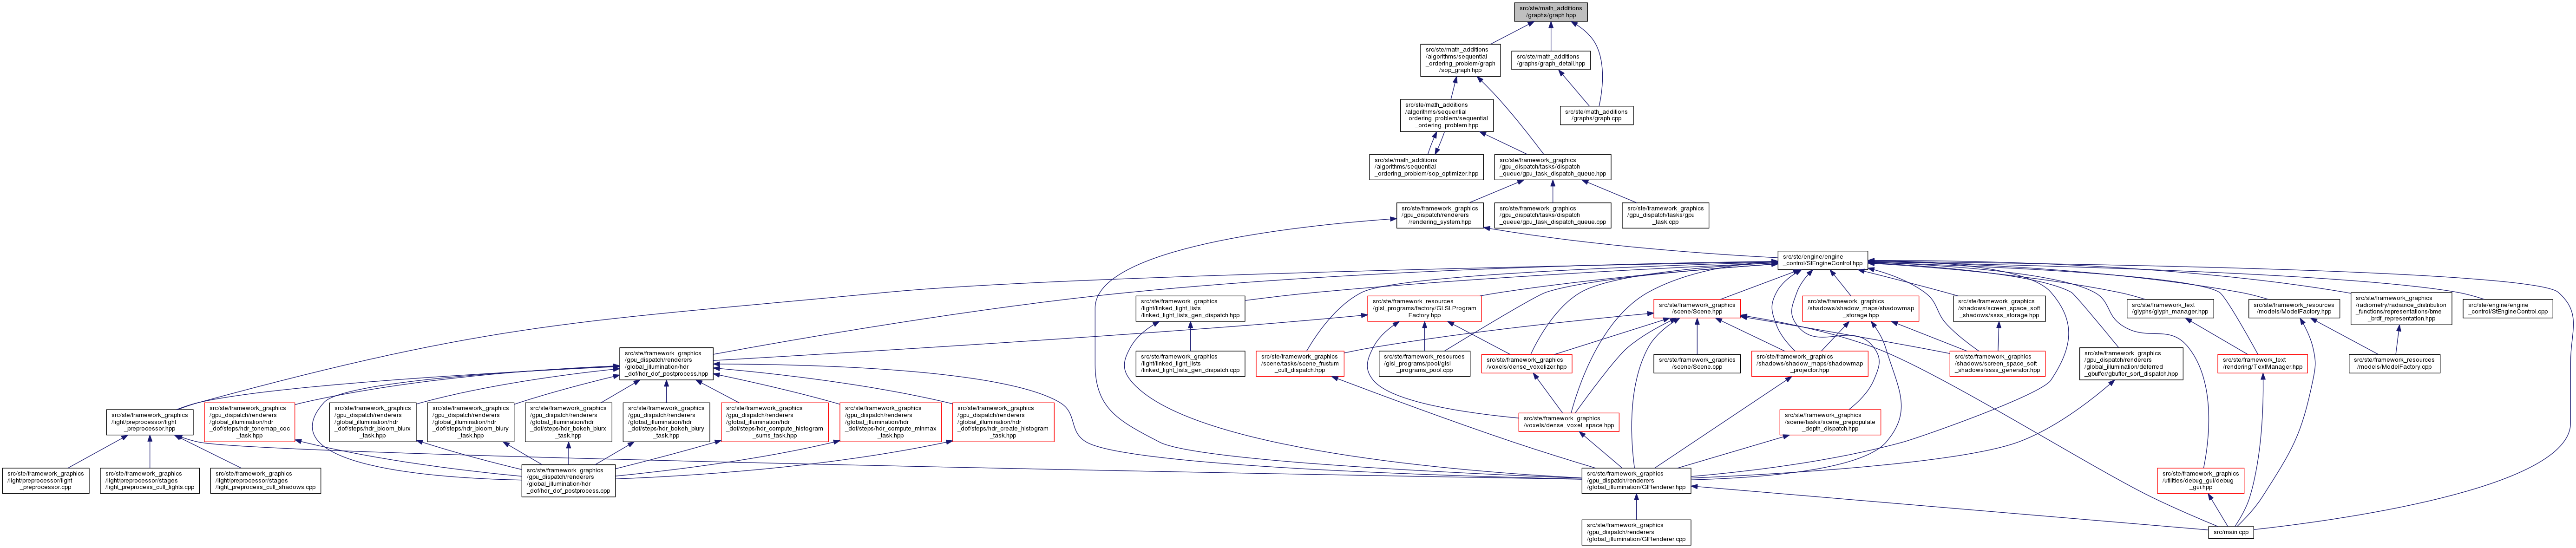 src/ste/math_additions
/graphs/graph.hpp
src/ste/math_additions
/algorithms/sequential
_ordering_problem/graph
/sop_graph.hpp
src/ste/math_additions
/graphs/graph_detail.hpp
src/ste/math_additions
/algorithms/sequential
_ordering_problem/sequential
_ordering_problem.hpp
src/ste/math_additions
/graphs/graph.cpp
src/ste/math_additions
/algorithms/sequential
_ordering_problem/sop_optimizer.hpp
src/ste/framework_graphics
/gpu_dispatch/tasks/dispatch
_queue/gpu_task_dispatch_queue.hpp
src/ste/framework_graphics
/gpu_dispatch/renderers
/rendering_system.hpp
src/ste/framework_graphics
/gpu_dispatch/tasks/dispatch
_queue/gpu_task_dispatch_queue.cpp
src/ste/framework_graphics
/gpu_dispatch/tasks/gpu
_task.cpp
src/ste/engine/engine
_control/StEngineControl.hpp
src/ste/framework_graphics
/light/linked_light_lists
/linked_light_lists_gen_dispatch.hpp
src/ste/framework_resources
/glsl_programs/factory/GLSLProgram
Factory.hpp
src/ste/framework_graphics
/scene/Scene.hpp
src/ste/framework_graphics
/shadows/shadow_maps/shadowmap
_storage.hpp
src/ste/framework_graphics
/shadows/screen_space_soft
_shadows/ssss_storage.hpp
src/ste/framework_text
/glyphs/glyph_manager.hpp
src/ste/framework_resources
/models/ModelFactory.hpp
src/ste/framework_graphics
/radiometry/radiance_distribution
_functions/representations/bme
_brdf_representation.hpp
src/ste/engine/engine
_control/StEngineControl.cpp
src/ste/framework_graphics
/gpu_dispatch/renderers
/global_illumination/hdr
_dof/hdr_dof_postprocess.hpp
src/ste/framework_graphics
/light/linked_light_lists
/linked_light_lists_gen_dispatch.cpp
src/ste/framework_graphics
/scene/tasks/scene_frustum
_cull_dispatch.hpp
src/ste/framework_resources
/glsl_programs/pool/glsl
_programs_pool.cpp
src/ste/framework_graphics
/voxels/dense_voxelizer.hpp
src/ste/framework_graphics
/scene/Scene.cpp
src/ste/framework_graphics
/shadows/shadow_maps/shadowmap
_projector.hpp
src/ste/framework_graphics
/shadows/screen_space_soft
_shadows/ssss_generator.hpp
src/ste/framework_graphics
/gpu_dispatch/renderers
/global_illumination/deferred
_gbuffer/gbuffer_sort_dispatch.hpp
src/ste/framework_text
/rendering/TextManager.hpp
src/ste/framework_resources
/models/ModelFactory.cpp
src/ste/framework_graphics
/light/preprocessor/light
_preprocessor.hpp
src/ste/framework_graphics
/gpu_dispatch/renderers
/global_illumination/hdr
_dof/steps/hdr_tonemap_coc
_task.hpp
src/ste/framework_graphics
/gpu_dispatch/renderers
/global_illumination/hdr
_dof/steps/hdr_bloom_blurx
_task.hpp
src/ste/framework_graphics
/gpu_dispatch/renderers
/global_illumination/hdr
_dof/steps/hdr_bloom_blury
_task.hpp
src/ste/framework_graphics
/gpu_dispatch/renderers
/global_illumination/hdr
_dof/steps/hdr_bokeh_blurx
_task.hpp
src/ste/framework_graphics
/gpu_dispatch/renderers
/global_illumination/hdr
_dof/steps/hdr_bokeh_blury
_task.hpp
src/ste/framework_graphics
/gpu_dispatch/renderers
/global_illumination/hdr
_dof/steps/hdr_compute_histogram
_sums_task.hpp
src/ste/framework_graphics
/gpu_dispatch/renderers
/global_illumination/hdr
_dof/steps/hdr_compute_minmax
_task.hpp
src/ste/framework_graphics
/gpu_dispatch/renderers
/global_illumination/hdr
_dof/steps/hdr_create_histogram
_task.hpp
src/ste/framework_graphics
/voxels/dense_voxel_space.hpp
src/ste/framework_graphics
/scene/tasks/scene_prepopulate
_depth_dispatch.hpp
src/ste/framework_graphics
/light/preprocessor/light
_preprocessor.cpp
src/ste/framework_graphics
/light/preprocessor/stages
/light_preprocess_cull_lights.cpp
src/ste/framework_graphics
/light/preprocessor/stages
/light_preprocess_cull_shadows.cpp
src/ste/framework_graphics
/gpu_dispatch/renderers
/global_illumination/hdr
_dof/hdr_dof_postprocess.cpp
src/ste/framework_graphics
/gpu_dispatch/renderers
/global_illumination/GIRenderer.hpp
src/ste/framework_graphics
/utilities/debug_gui/debug
_gui.hpp
src/ste/framework_graphics
/gpu_dispatch/renderers
/global_illumination/GIRenderer.cpp
src/main.cpp